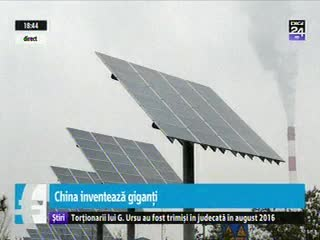 18:44
direct
DIGI
24
HD
China inventează giganți
Știri
Torționarii lui G. Ursu au fost trimiși în judecată în august 2016